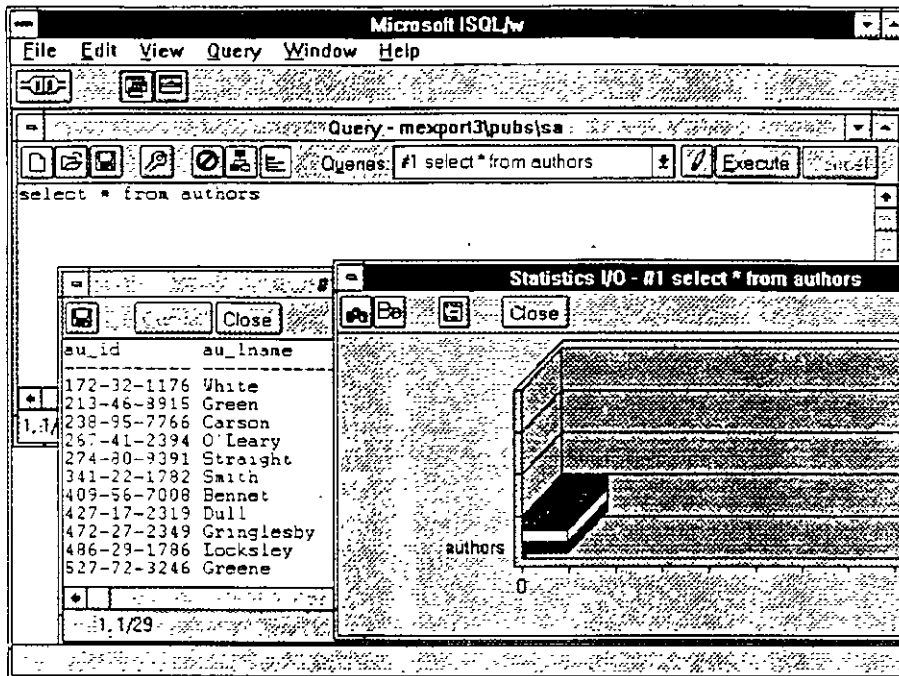 Microsoft ISQL/w
File Edit View Query Window Help
Query - mexport3\pubs\sa
Queries: #1 select * from authors Execute Cancel
select * from authors
#
Statistics I/O - #1 select * from authors
Close
Close
au_id au_lname
172-32-1176 White
213-46-8915 Green
238-95-7766 Carson
267-41-2394 O'Leary
274-80-9391 Straight
341-22-1782 Smith
409-56-7008 Bennet
427-17-2319 Dull
472-27-2349 Gringlesby
486-29-1786 Locksley
527-72-3246 Greene
authors
0
1, 1/
1, 1/29